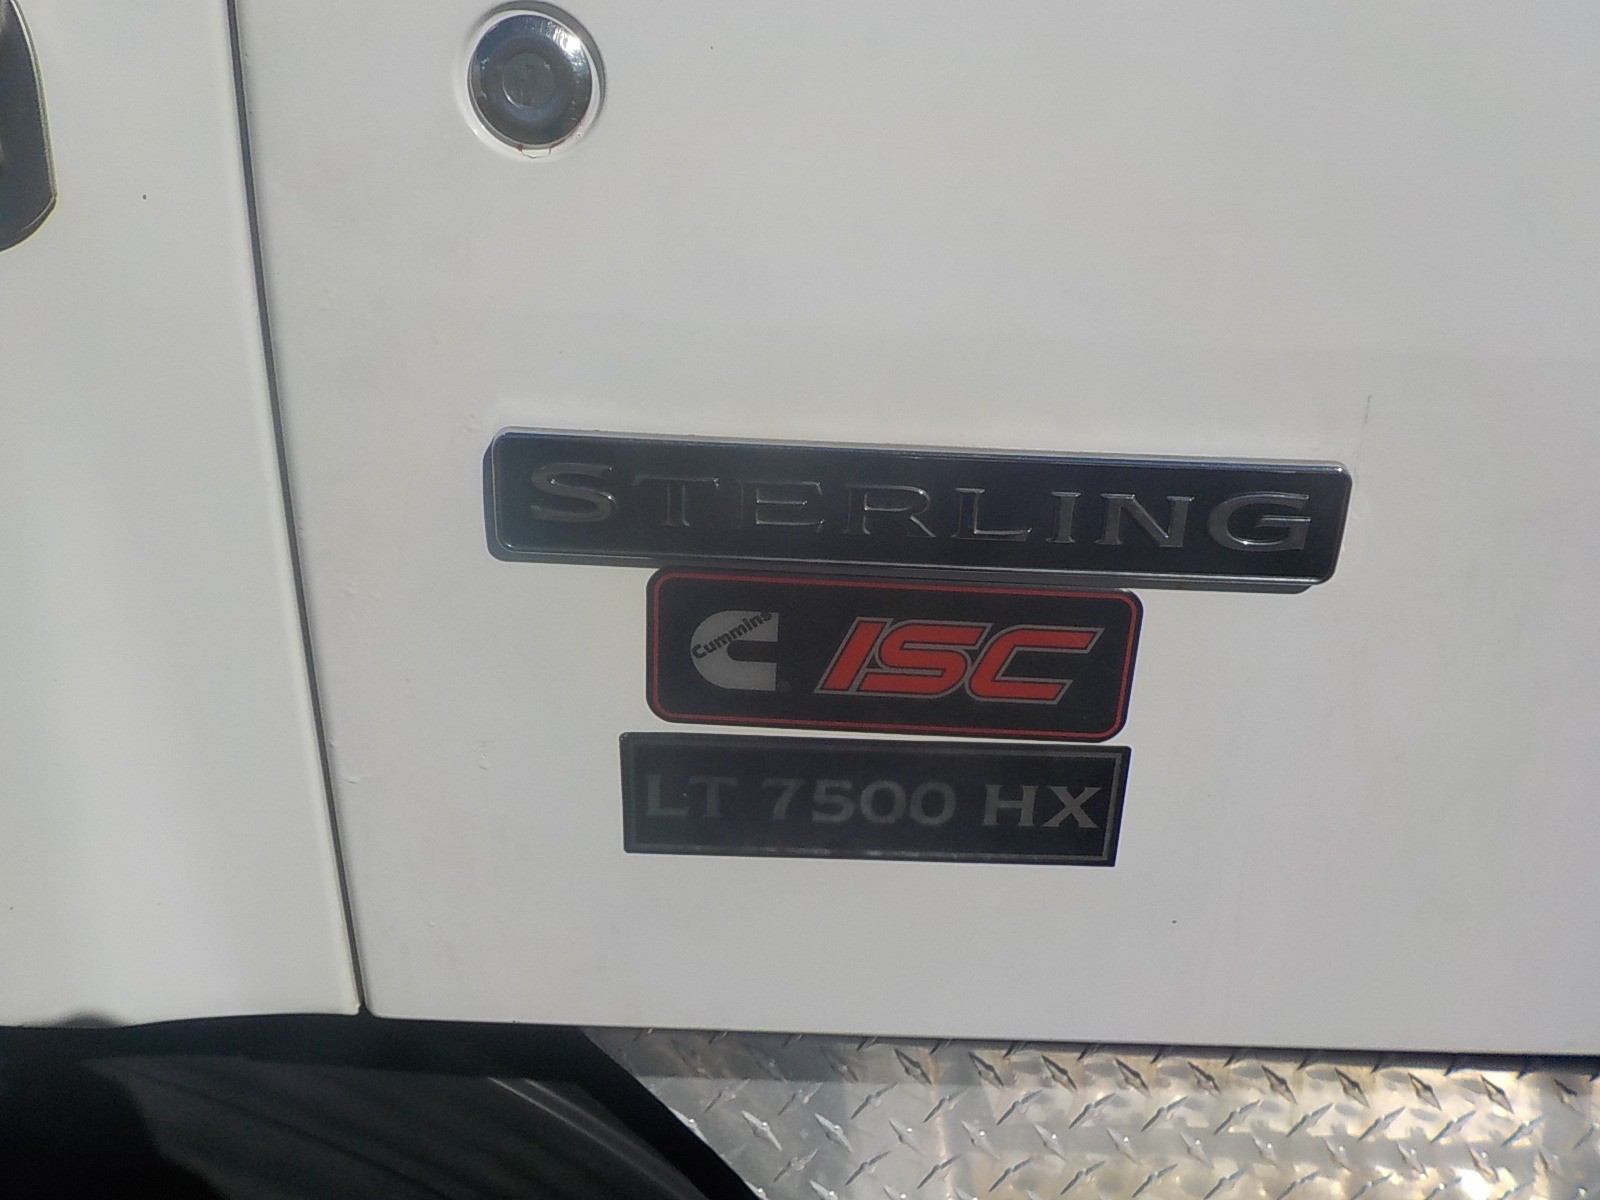 STERLING
Cummins ISC
LT 7500 HX